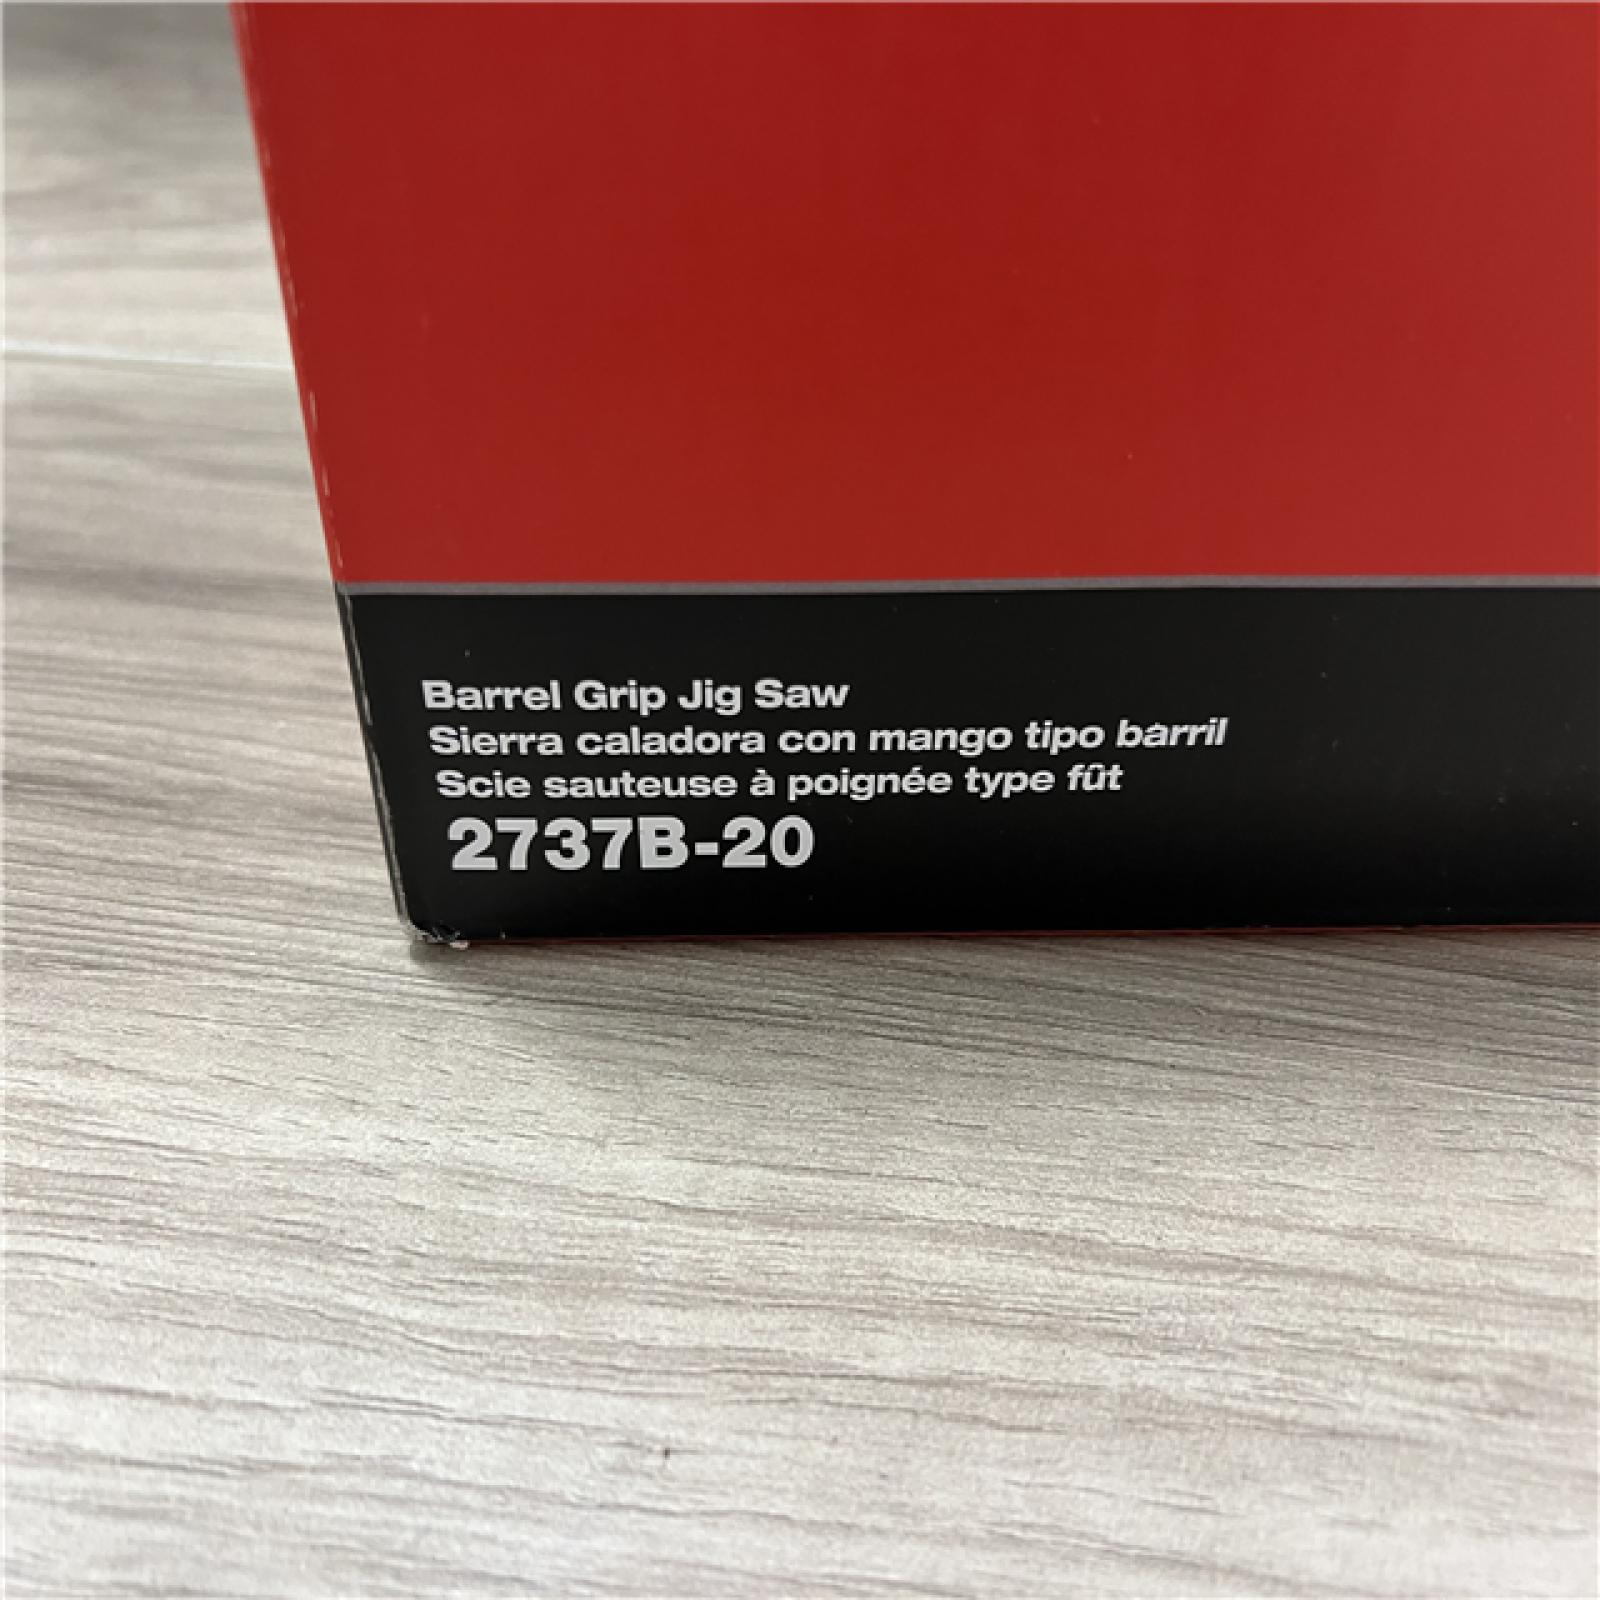 Barrel Grip Jig Saw
Sierra caladora con mango tipo barril
Scie sauteuse à poignée type fût
2737B-20